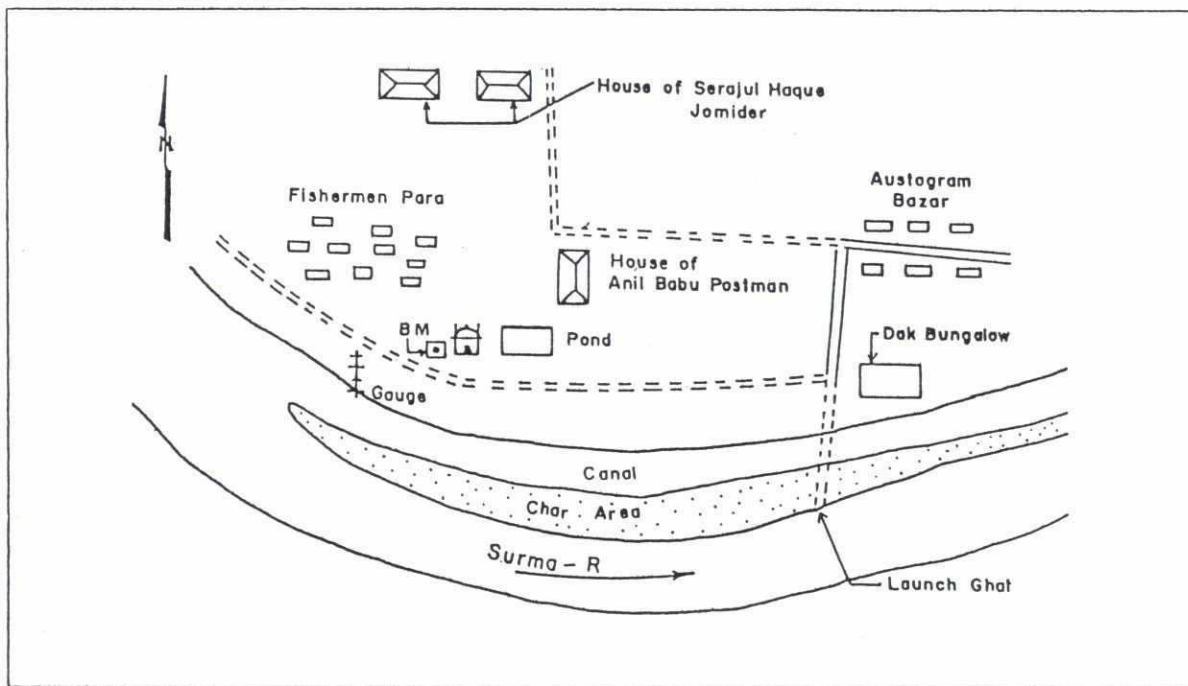 House of Serajul Haque
Jomider
N
Austagram
Bazar
Fishermen Para
House of
Anil Babu Postman
BM
Pond
Dak Bungalow
Gauge
Canal
Char Area
Surma - R
Launch Ghat